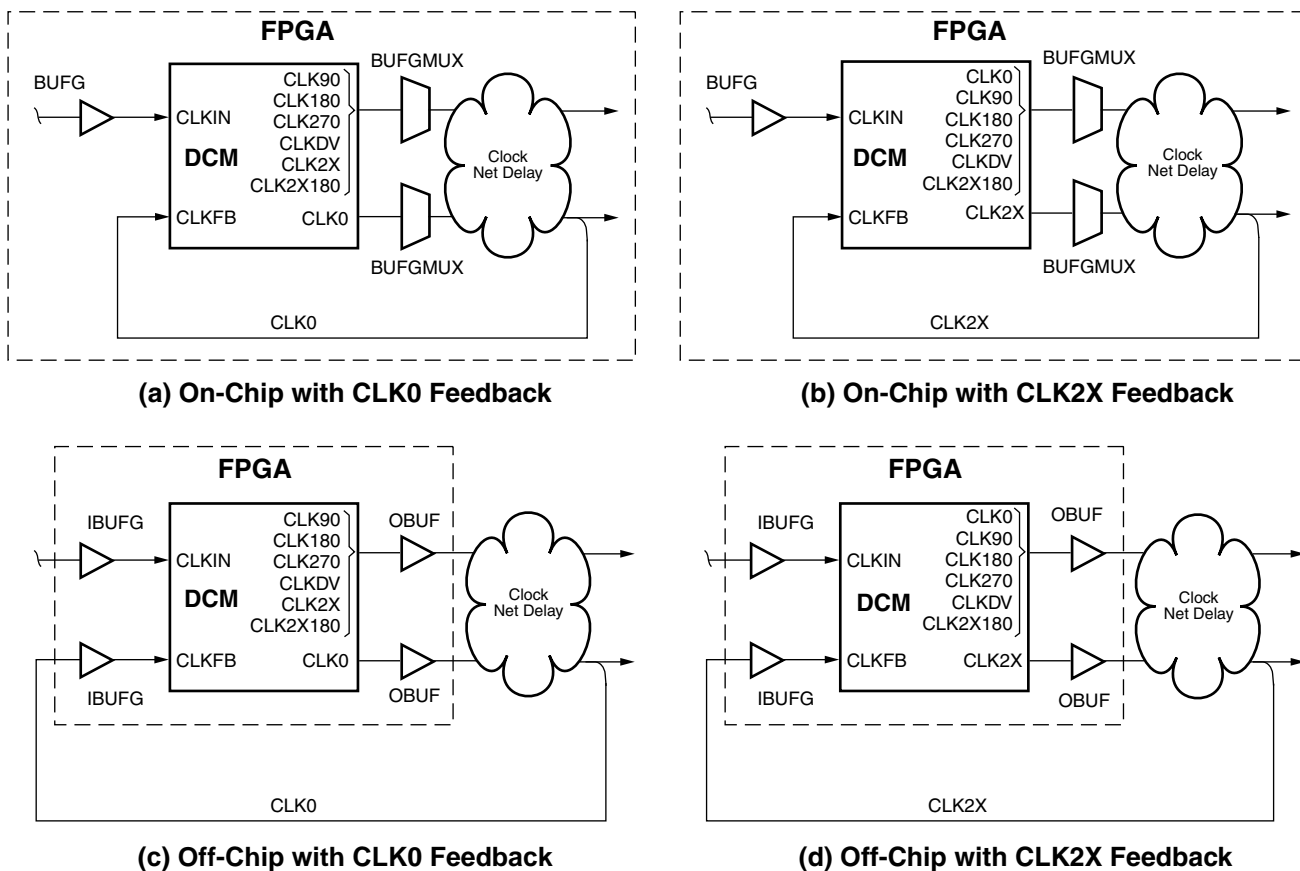 FPGA
BUFG
CLKIN
DCM
CLKFB
CLK90
CLK180
CLK270
CLKDV
CLK2X
CLK2X180
CLK0
BUFGMUX
BUFGMUX
Clock
Net Delay
CLK0
(a) On-Chip with CLK0 Feedback
FPGA
BUFG
CLKIN
DCM
CLKFB
CLK0
CLK90
CLK180
CLK270
CLKDV
CLK2X180
CLK2X
BUFGMUX
BUFGMUX
Clock
Net Delay
CLK2X
(b) On-Chip with CLK2X Feedback
FPGA
IBUFG
CLKIN
DCM
CLKFB
IBUFG
CLK90
CLK180
CLK270
CLKDV
CLK2X
CLK2X180
CLK0
OBUF
OBUF
Clock
Net Delay
CLK0
(c) Off-Chip with CLK0 Feedback
FPGA
IBUFG
CLKIN
DCM
CLKFB
IBUFG
CLK0
CLK90
CLK180
CLK270
CLKDV
CLK2X180
CLK2X
OBUF
OBUF
Clock
Net Delay
CLK2X
(d) Off-Chip with CLK2X Feedback